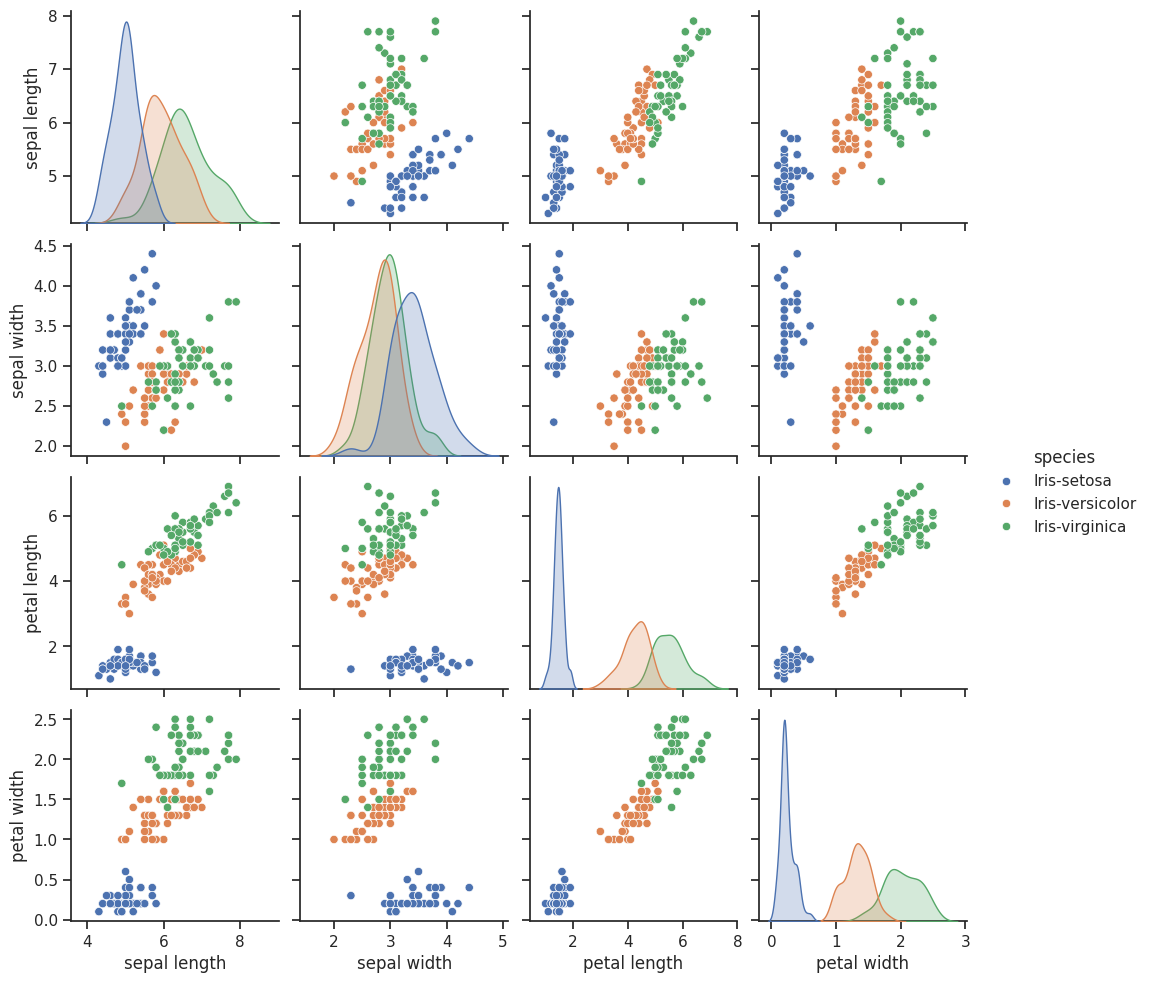 8
7
6
5
sepal length
4.5
4.0
3.5
3.0
2.5
2.0
sepal width
species
Iris-setosa
Iris-versicolor
Iris-virginica
6
4
2
petal length
2.5
2.0
1.5
1.0
0.5
0.0
petal width
4 6 8
2 3 4 5
2 4 6 8
0 1 2 3
sepal length
sepal width
petal length
petal width